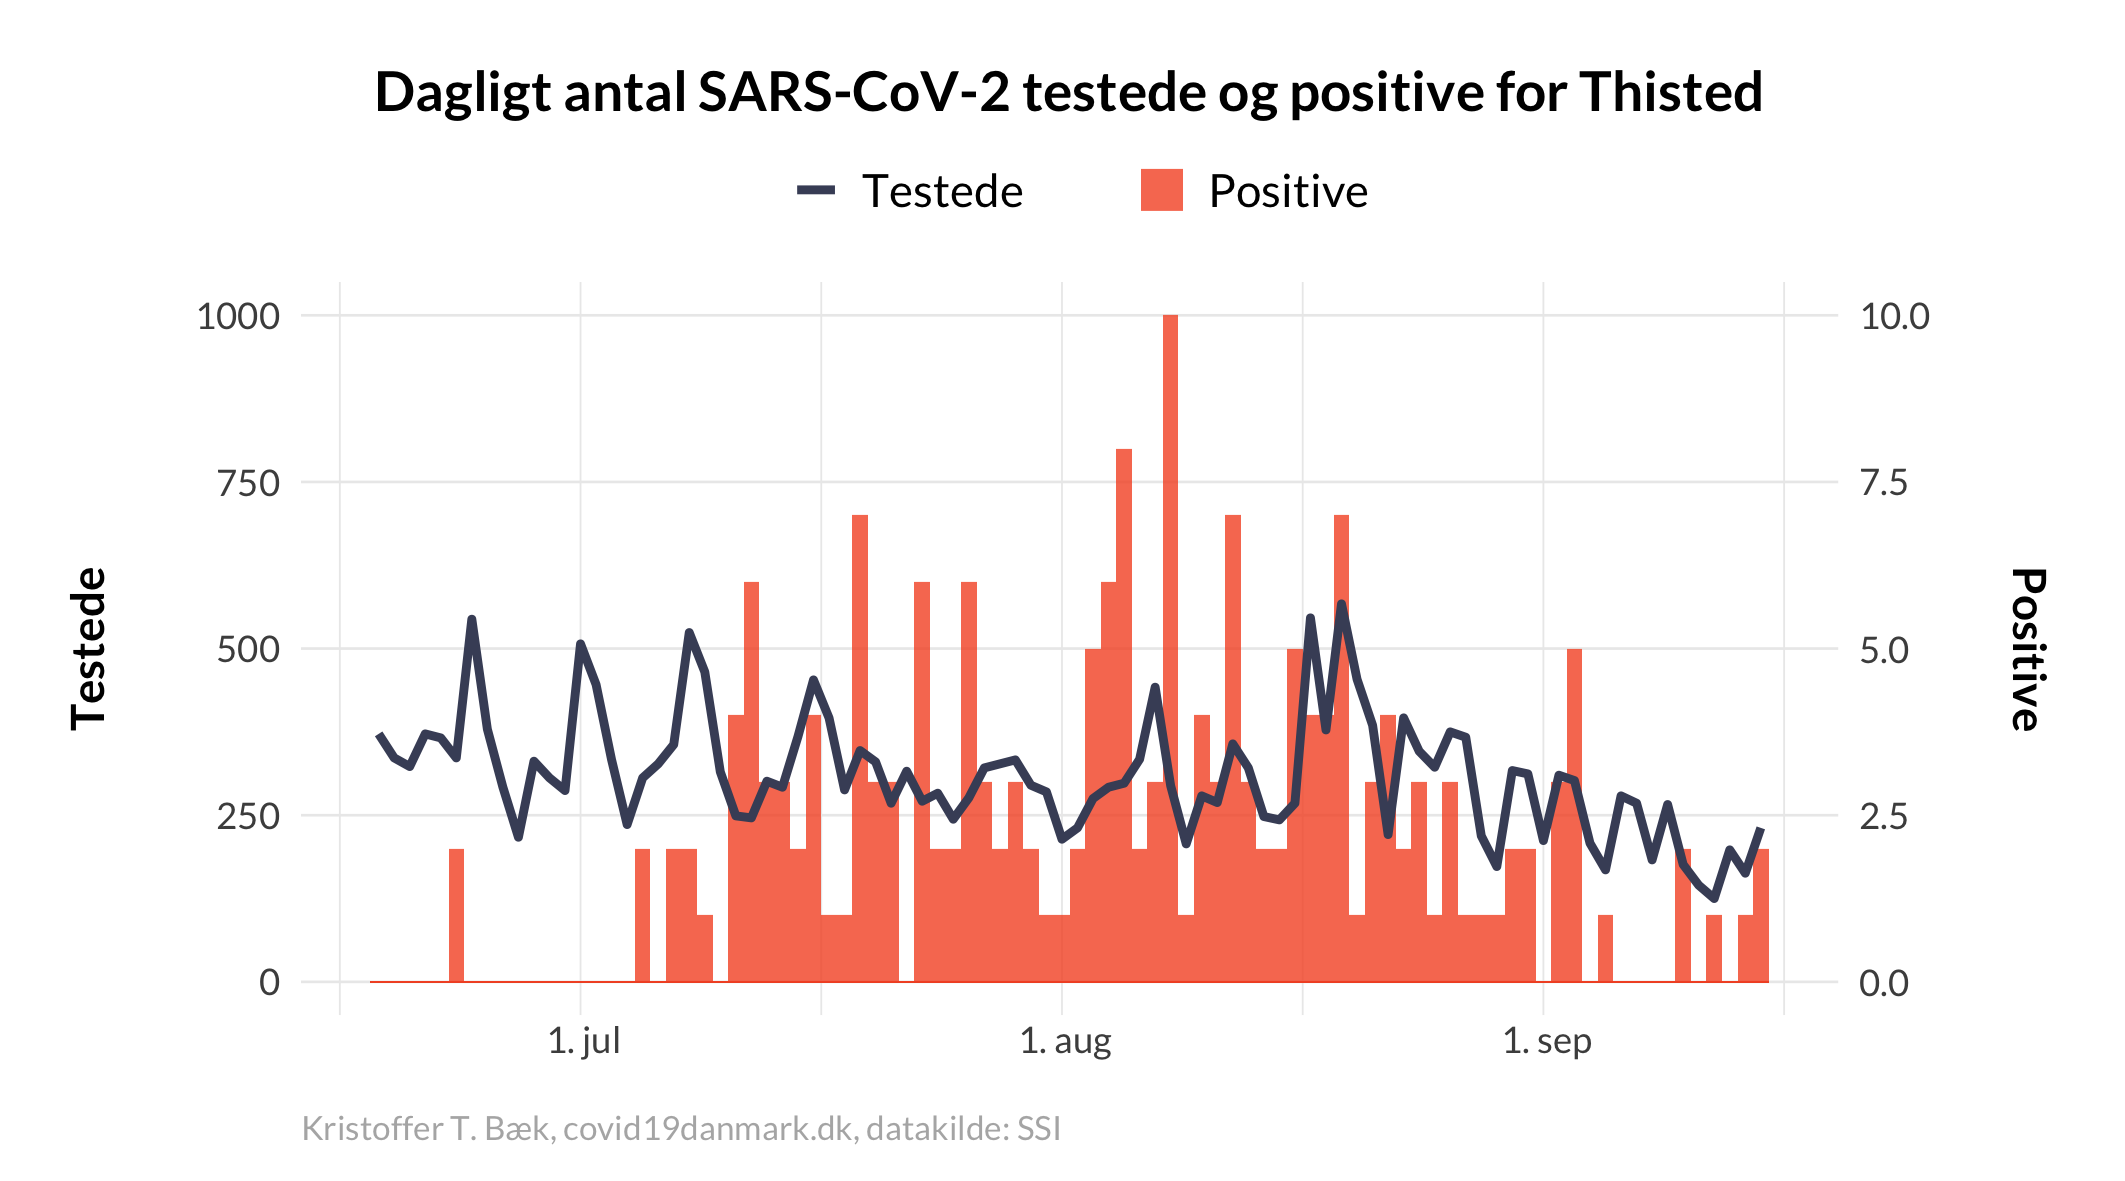 Dagligt antal SARS-CoV-2 testede og positive for Thisted
Testede
Positive
1000
750
500
250
0
Testede
10.0
7.5
5.0
2.5
0.0
Positive
1. jul
1. aug
1. sep
Kristoffer T. Bæk, covid19danmark.dk, datakilde: SSI